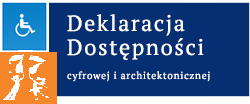 Deklaracja
Dostępności
cyfrowej i architektonicznej